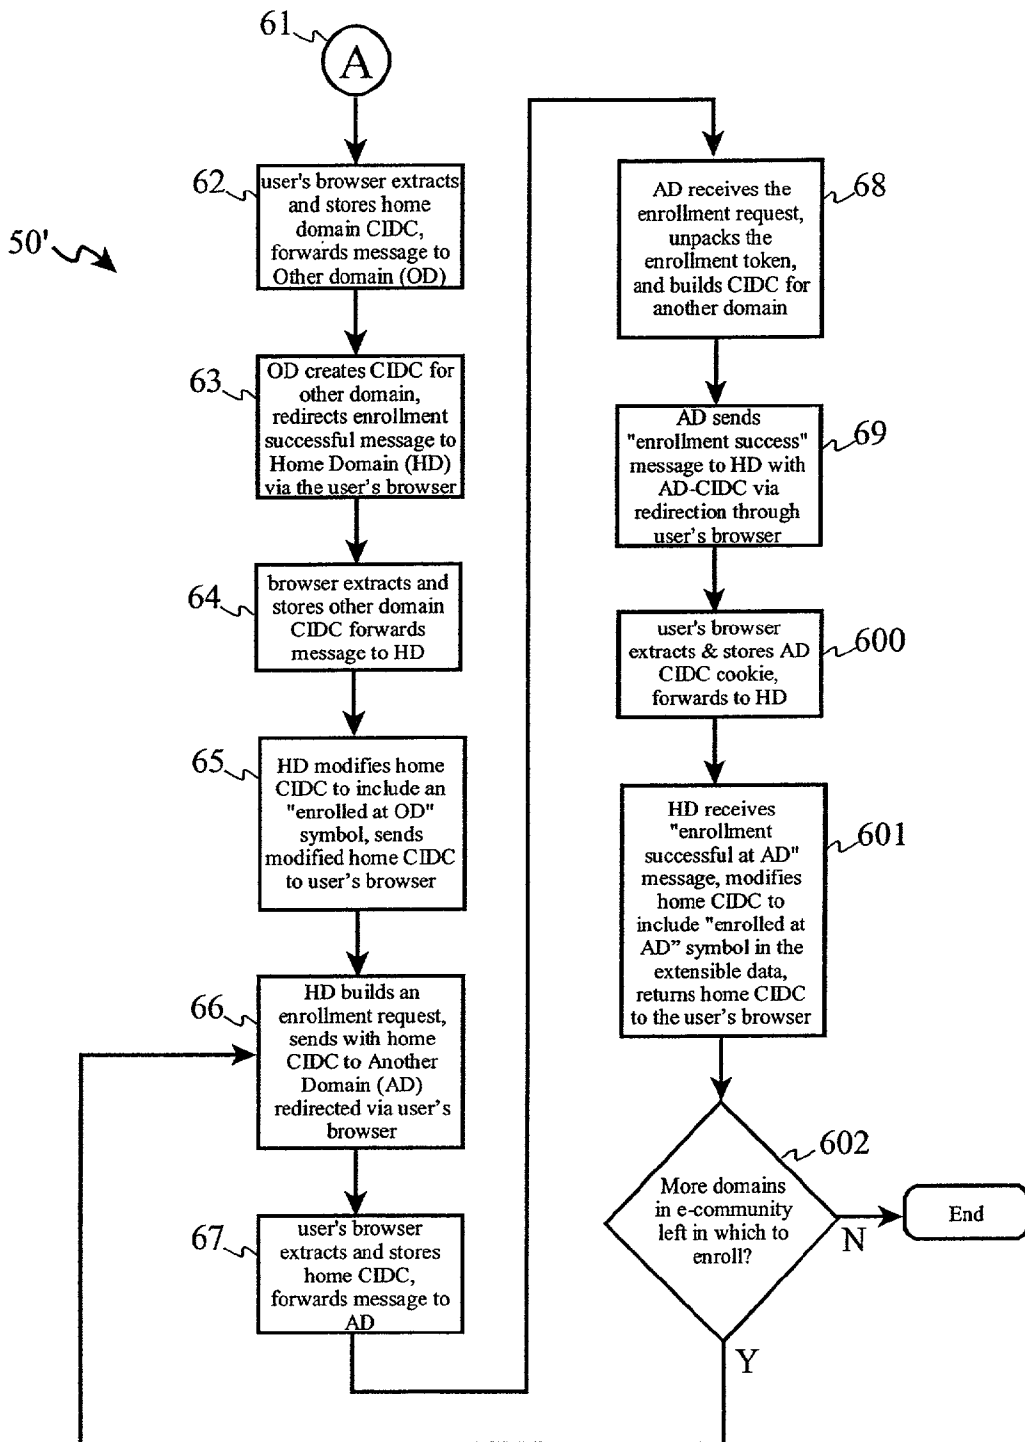 61
A
50'
62
user's browser extracts
and stores home
domain CIDC,
forwards message to
Other domain (OD)
63
OD creates CIDC for
other domain,
redirects enrollment
successful message to
Home Domain (HD)
via the user's browser
64
browser extracts and
stores other domain
CIDC forwards
message to HD
65
HD modifies home
CIDC to include an
"enrolled at OD"
symbol, sends
modified home CIDC
to user's browser
66
HD builds an
enrollment request,
sends with home
CIDC to Another
Domain (AD)
redirected via user's
browser
67
user's browser
extracts and stores
home CIDC,
forwards message to
AD
68
AD receives the
enrollment request,
unpacks the
enrollment token,
and builds CIDC for
another domain
69
AD sends
"enrollment success"
message to HD with
AD-CIDC via
redirection through
user's browser
600
user's browser
extracts & stores AD
CIDC cookie,
forwards to HD
601
HD receives
"enrollment
successful at AD"
message, modifies
home CIDC to
include "enrolled at
AD" symbol in the
extensible data,
returns home CIDC
to the user's browser
602
More domains
in e-community
left in which to
enroll?
N
End
Y